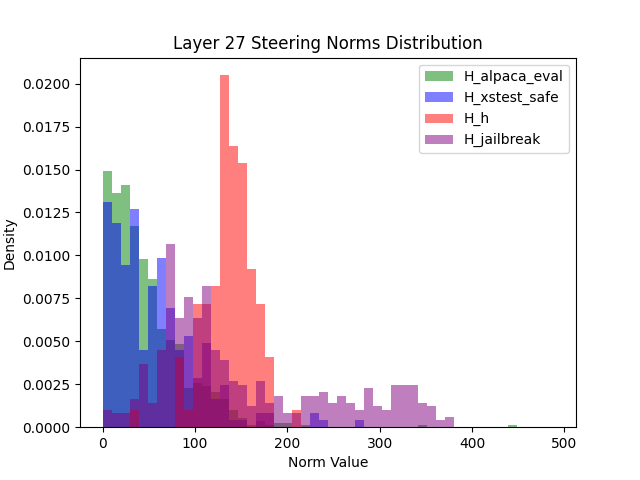 Layer 27 Steering Norms Distribution
H_alpaca_eval
H_xstest_safe
H_h
H_jailbreak
0.0200
0.0175
0.0150
0.0125
0.0100
0.0075
0.0050
0.0025
0.0000
Density
0 100 200 300 400 500
Norm Value